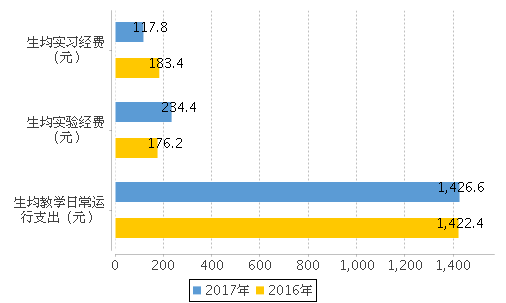 生均实习经费
（元）
117.8
183.4
生均实验经费
（元）
234.4
176.2
生均教学日常运
行支出（元）
1,426.6
1,422.4
0 200 400 600 800 1,000 1,200 1,400
2017年 2016年